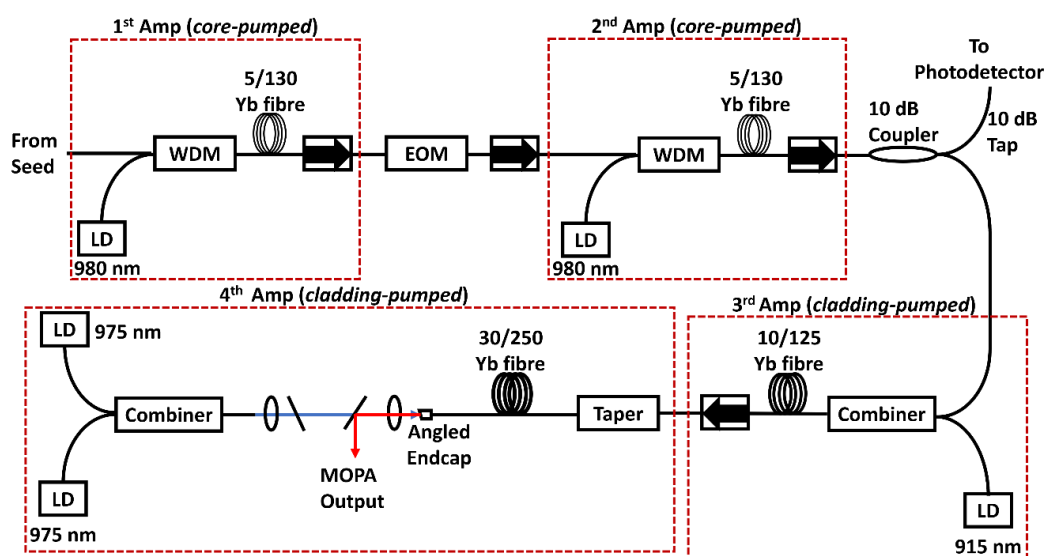 1st Amp (core-pumped)
2nd Amp (core-pumped)
To
Photodetector
5/130
Yb fibre
5/130
Yb fibre
10 dB
Coupler
10 dB
Tap
From
Seed
WDM
EOM
WDM
LD
980 nm
LD
980 nm
4th Amp (cladding-pumped)
3rd Amp (cladding-pumped)
LD
975 nm
30/250
Yb fibre
10/125
Yb fibre
Combiner
Taper
Combiner
Angled
Endcap
MOPA
Output
LD
975 nm
LD
915 nm